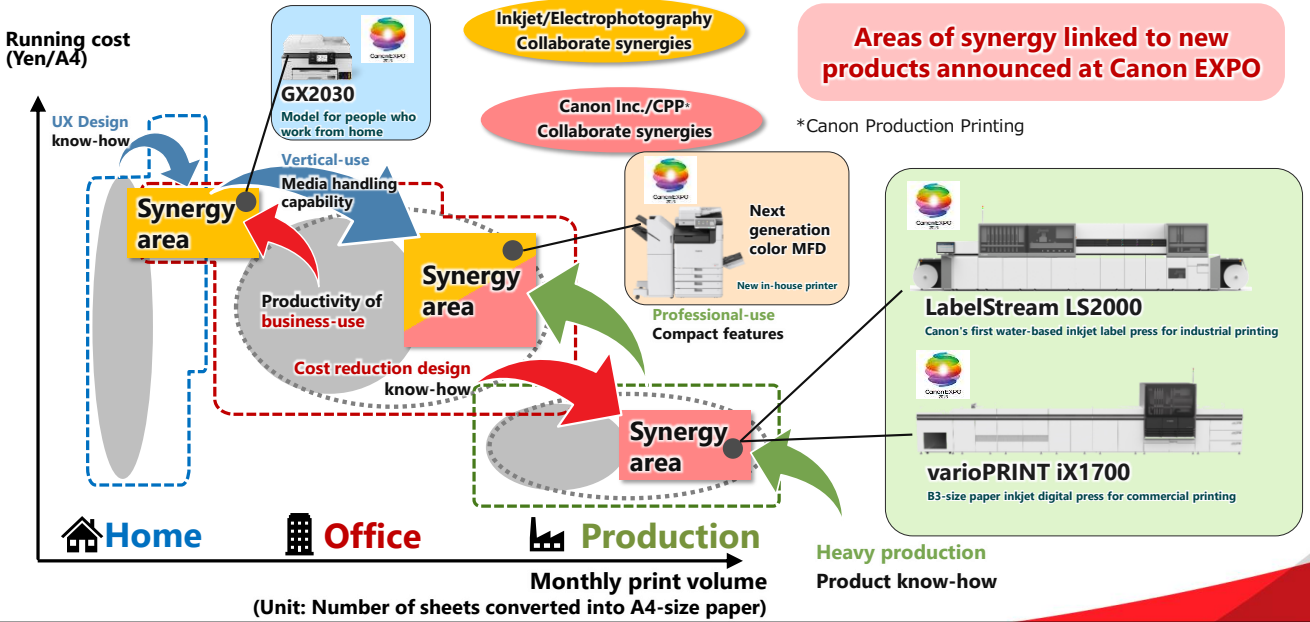 Running cost
(Yen/A4)
CanonEXPO
GX2030
Model for people who
work from home
Inkjet/Electrophotography
Collaborate synergies
Canon Inc./CPP*
Collaborate synergies
Areas of synergy linked to new
products announced at Canon EXPO
*Canon Production Printing
UX Design
know-how
Vertical-use
Media handling
capability
Synergy
area
Productivity of
business-use
Synergy
area
CanonEXPO
Next
generation
color MFD
New in-house printer
Professional-use
Compact features
Cost reduction design
know-how
Synergy
area
CanonEXPO
LabelStream LS2000
Canon's first water-based inkjet label press for industrial printing
CanonEXPO
varioPRINT iX1700
B3-size paper inkjet digital press for commercial printing
Home
Office
Production
Heavy production
Product know-how
Monthly print volume
(Unit: Number of sheets converted into A4-size paper)